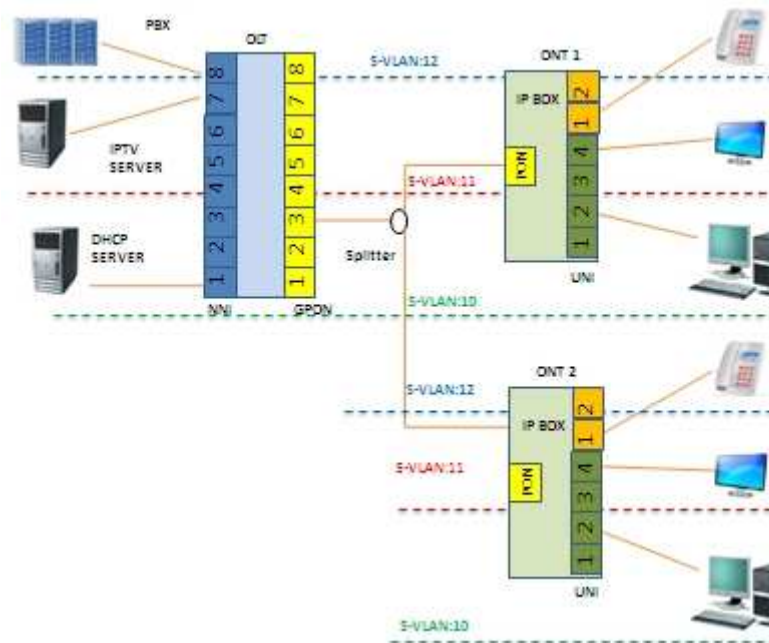 PBX
OLT
IPTV
SERVER
DHCP
SERVER
8
7
6
5
4
3
2
1
NNI
8
7
6
5
4
3
2
1
GPON
S-VLAN:12
S-VLAN:11
S-VLAN:10
Splitter
ONT 1
IP BOX
PON
2
1
4
3
2
1
UNI
ONT 2
S-VLAN:12
IP BOX
S-VLAN:11
PON
2
1
4
3
2
1
UNI
S-VLAN:10